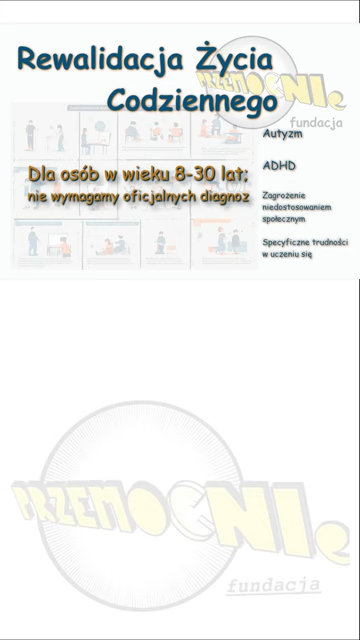 Rewalidacja Życia
Codziennego
PRZEMOCNIe
fundacja
Autyzm
ADHD
Dla osób w wieku 8-30 lat;
nie wymagamy oficjalnych diagnoz
Zagrożenie
niedostosowaniem
społecznym
Specyficzne trudności
w uczeniu się
PRZEMOCNIe
fundacja